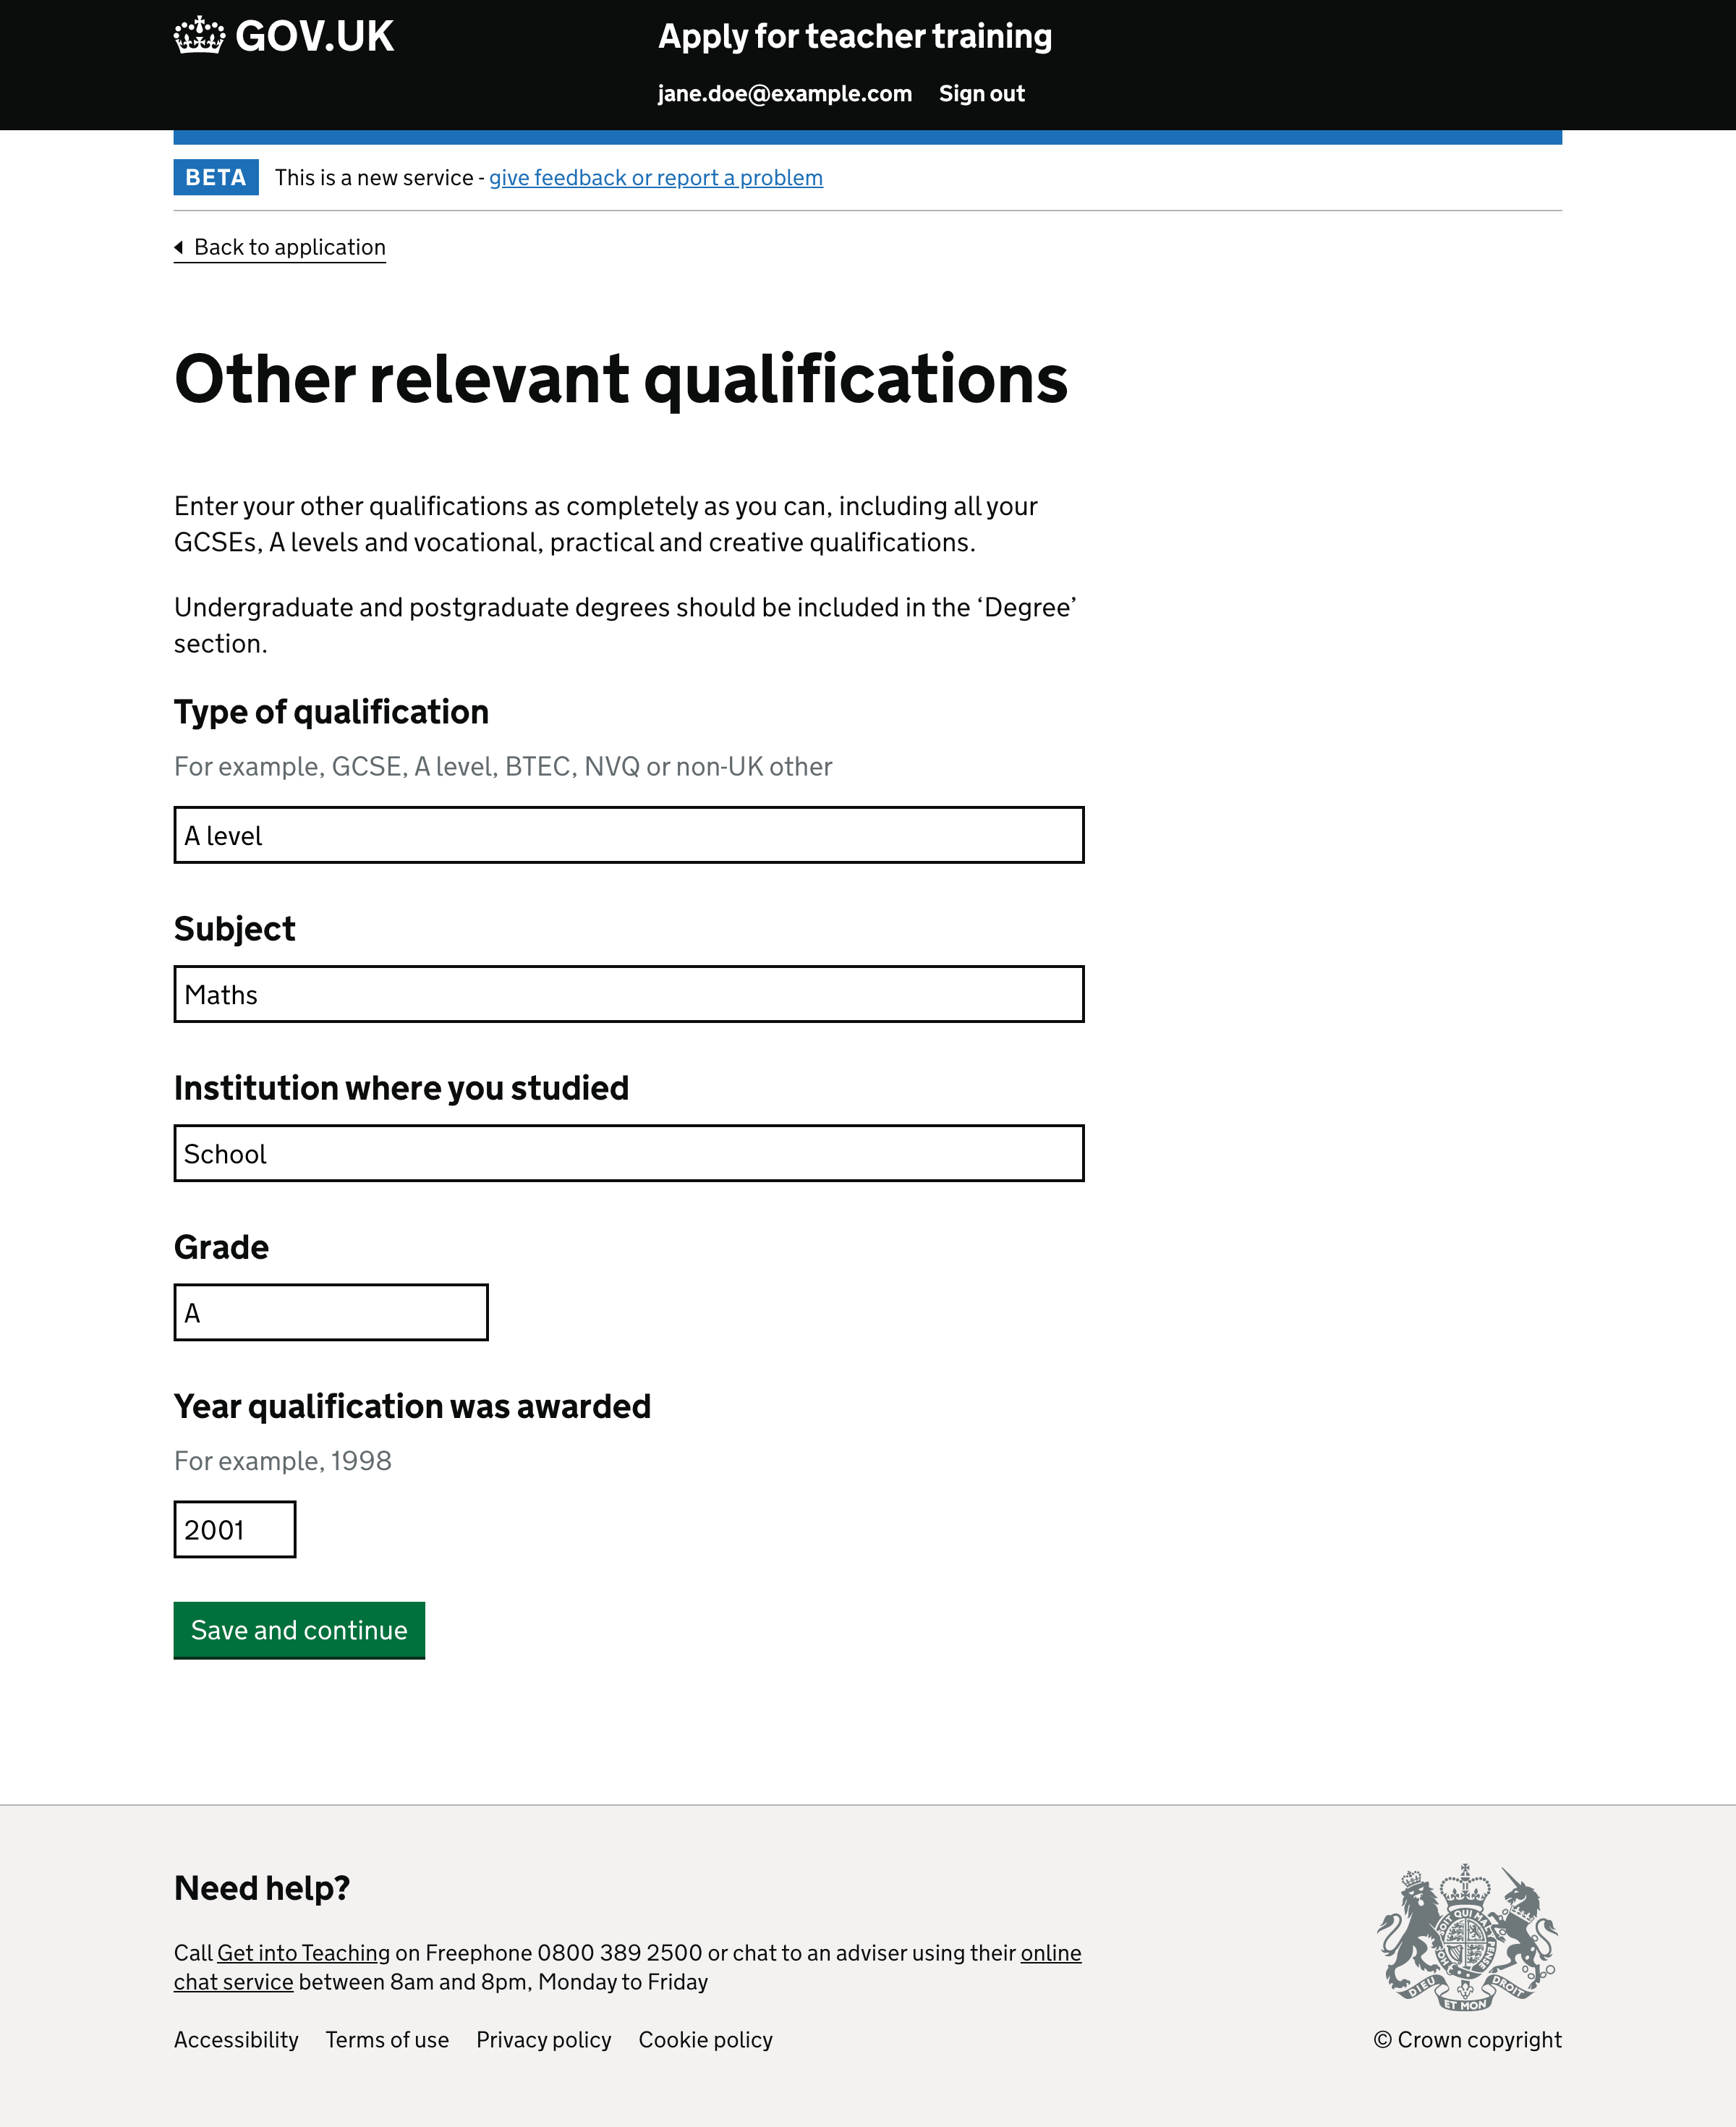 GOV.UK
Apply for teacher training
jane.doe@example.com Sign out
BETA This is a new service - give feedback or report a problem
Back to application
Other relevant qualifications
Enter your other qualifications as completely as you can, including all your
GCSEs, A levels and vocational, practical and creative qualifications.
Undergraduate and postgraduate degrees should be included in the ‘Degree’
section.
Type of qualification
For example, GCSE, A level, BTEC, NVQ or non-UK other
A level
Subject
Maths
Institution where you studied
School
Grade
A
Year qualification was awarded
For example, 1998
2001
Save and continue
Need help?
Call Get into Teaching on Freephone 0800 389 2500 or chat to an adviser using their online
chat service between 8am and 8pm, Monday to Friday
DIEU ET MON DROIT
Accessibility Terms of use Privacy policy Cookie policy
© Crown copyright